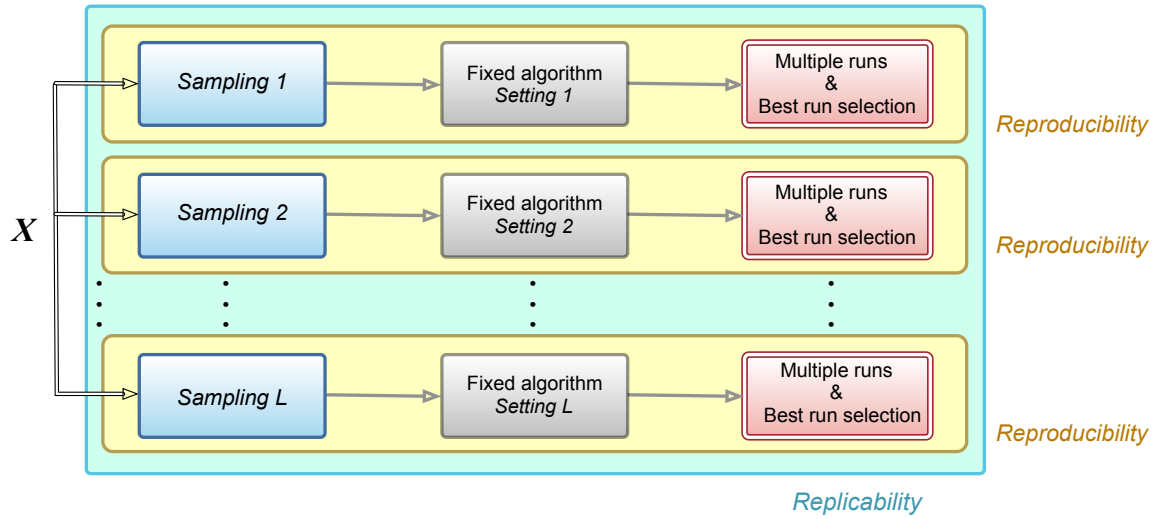 Sampling 1
Fixed algorithm
Setting 1
Multiple runs
&
Best run selection
Reproducibility
X
Sampling 2
Fixed algorithm
Setting 2
Multiple runs
&
Best run selection
Reproducibility
Sampling L
Fixed algorithm
Setting L
Multiple runs
&
Best run selection
Reproducibility
Replicability